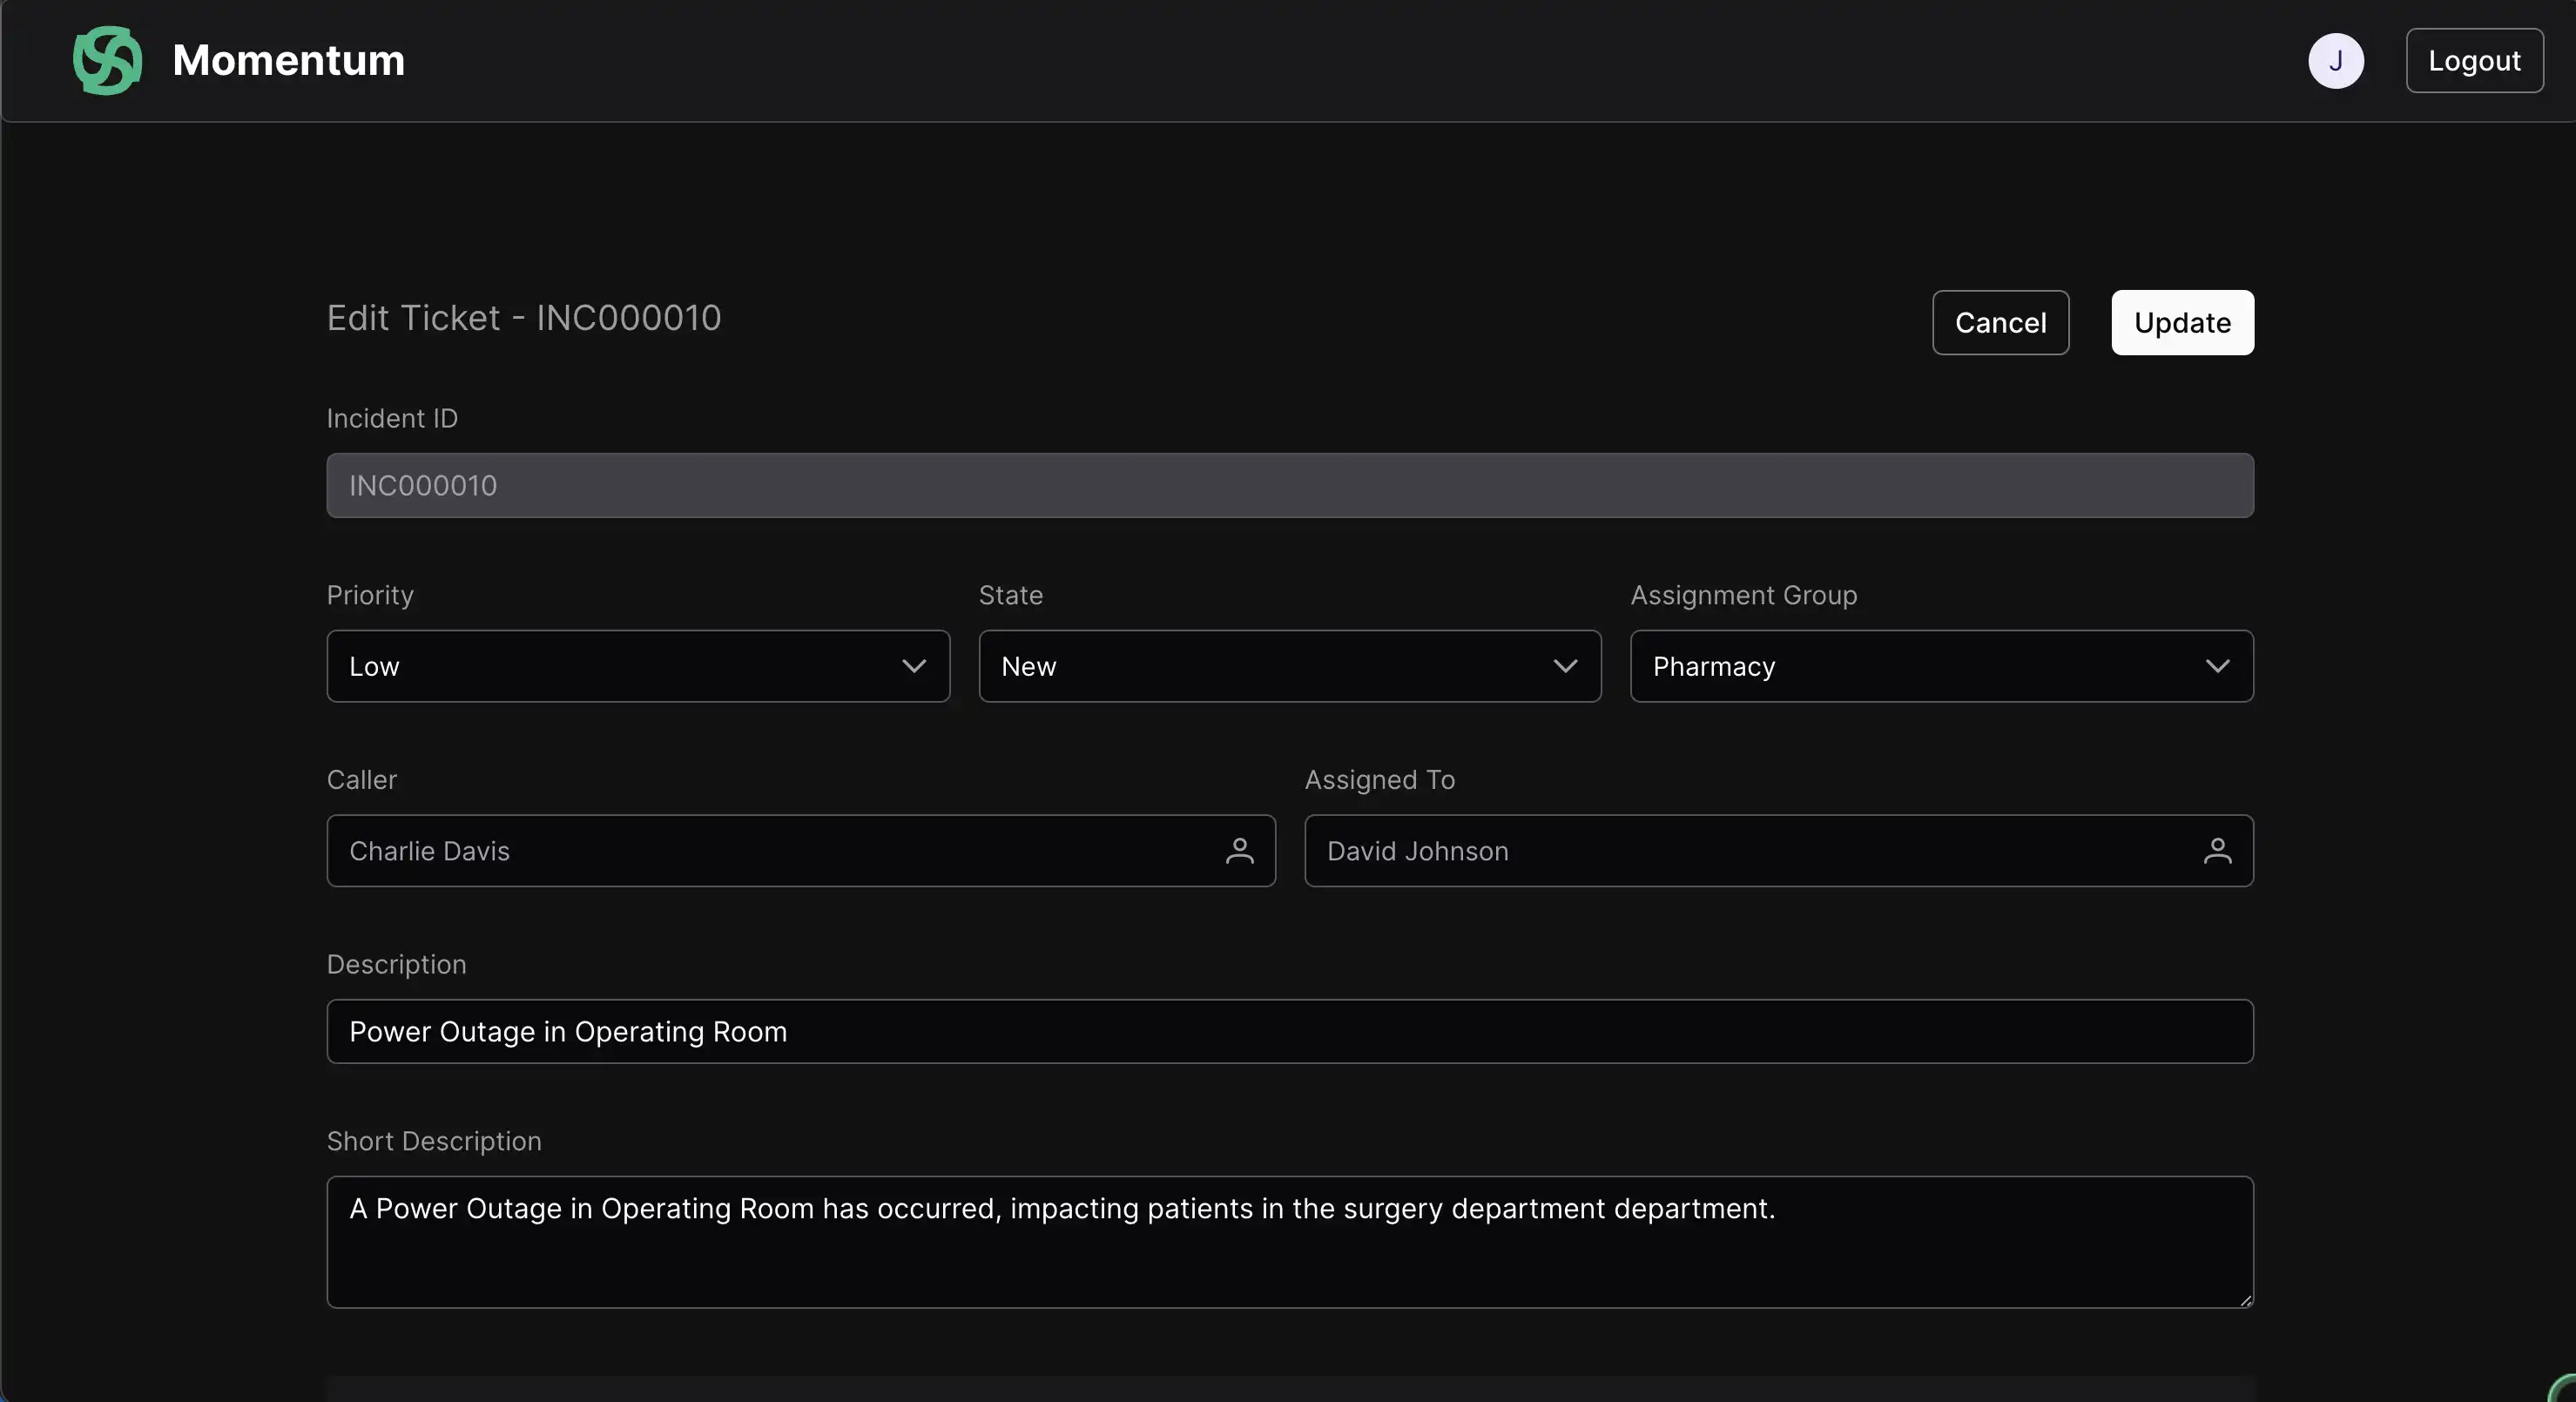 Momentum
J
Logout
Edit Ticket - INC000010
Cancel
Update
Incident ID
INC000010
Priority
State
Assignment Group
Low
New
Pharmacy
Caller
Assigned To
Charlie Davis
David Johnson
Description
Power Outage in Operating Room
Short Description
A Power Outage in Operating Room has occurred, impacting patients in the surgery department department.